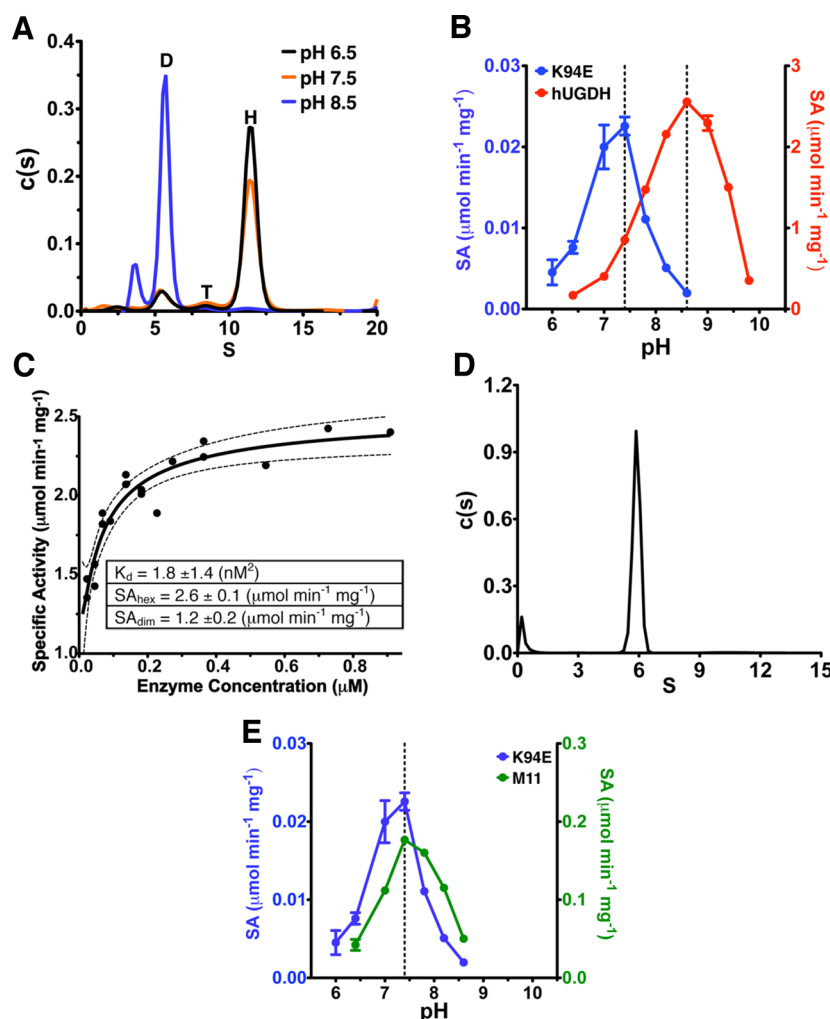 A
0.4
0.3
0.2
0.1
0.0
c(s)
0
5
10
15
20
S
D
H
T
pH 6.5
pH 7.5
pH 8.5
B
SA (μmol min-1 mg-1)
0.03
0.02
0.01
0.00
K94E
hUGDH
3
2
1
0
SA (μmol min-1 mg-1)
6
7
8
9
10
pH
C
Specific Activity (μmol min-1 mg-1)
2.5
2.0
1.5
1.0
Kd = 1.8 ±1.4 (nM2)
SAhex = 2.6 ± 0.1 (μmol min-1 mg-1)
SAdim = 1.2 ±0.2 (μmol min-1 mg-1)
0.0
0.2
0.4
0.6
0.8
Enzyme Concentration (μM)
D
1.2
0.9
0.6
0.3
0.0
c(s)
0
3
6
9
12
15
S
E
SA (μmol min-1 mg-1)
0.03
0.02
0.01
0.00
K94E
M11
0.3
0.2
0.1
0.0
SA (μmol min-1 mg-1)
6
7
8
9
10
pH